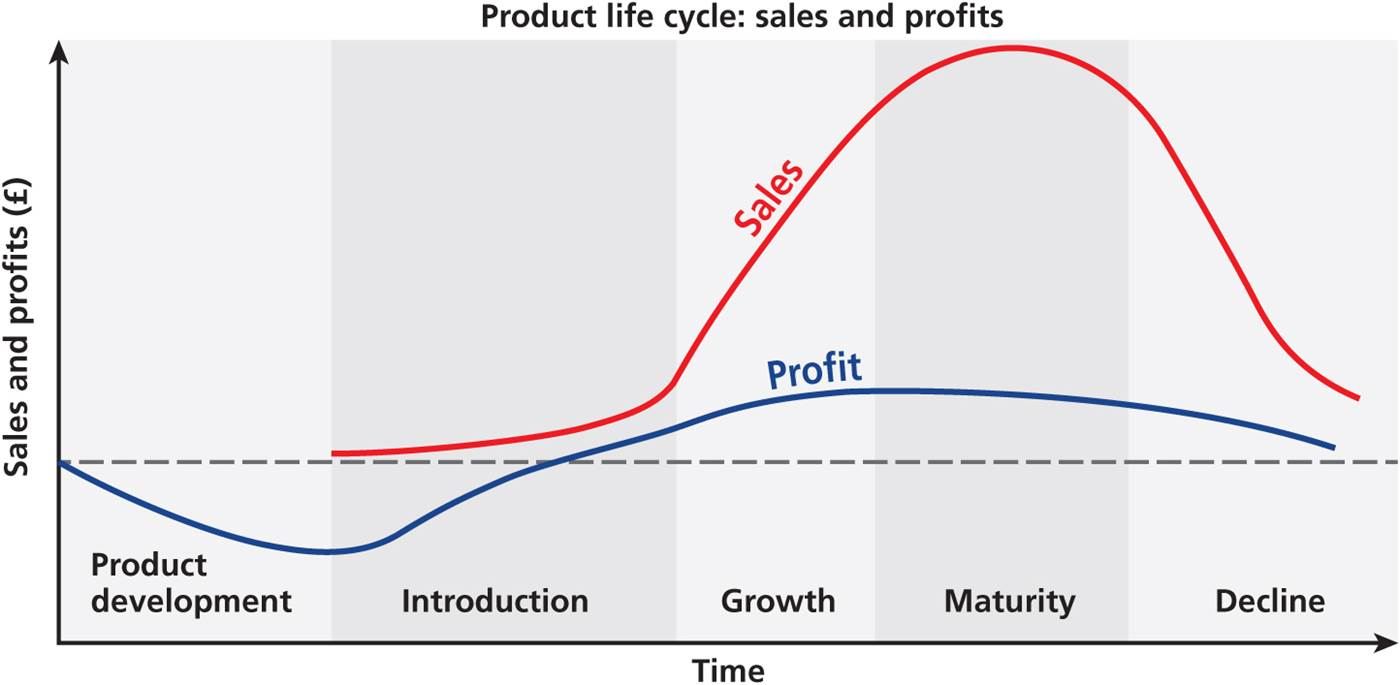 Product life cycle: sales and profits
Sales and profits (£)
Sales
Profit
Product
development
Introduction
Growth
Maturity
Decline
Time